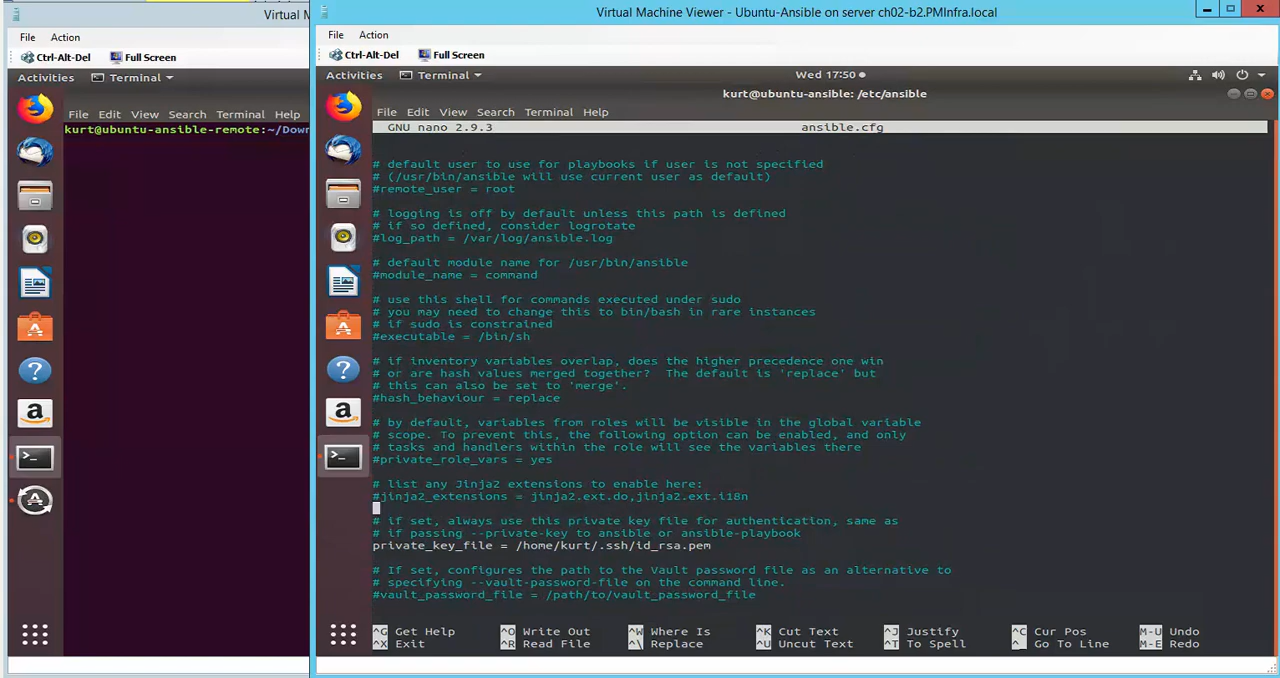 Virtual M
File Action
Ctrl-Alt-Del Full Screen
Activities Terminal
File Edit View Search Terminal Help
kurt@ubuntu-ansible-remote:~/Down
Virtual Machine Viewer - Ubuntu-Ansible on server ch02-b2.PMInfra.local
File Action
Ctrl-Alt-Del Full Screen
Activities Terminal Wed 17:50
kurt@ubuntu-ansible: /etc/ansible
File Edit View Search Terminal Help
GNU nano 2.9.3 ansible.cfg
# default user to use for playbooks if user is not specified
# (/usr/bin/ansible will use current user as default)
#remote_user = root
# logging is off by default unless this path is defined
# if so defined, consider logrotate
#log_path = /var/log/ansible.log
# default module name for /usr/bin/ansible
#module_name = command
# use this shell for commands executed under sudo
# you may need to change this to bin/bash in rare instances
# if sudo is constrained
#executable = /bin/sh
# if inventory variables overlap, does the higher precedence one win
# or are hash values merged together?  The default is 'replace' but
# this can also be set to 'merge'.
#hash_behaviour = replace
# by default, variables from roles will be visible in the global variable
# scope. To prevent this, the following option can be enabled, and only
# tasks and handlers within the role will see the variables there
#private_role_vars = yes
# list any Jinja2 extensions to enable here:
#jinja2_extensions = jinja2.ext.do,jinja2.ext.i18n
# if set, always use this private key file for authentication, same as
# if passing --private-key to ansible or ansible-playbook
private_key_file = /home/kurt/.ssh/id_rsa.pem
# If set, configures the path to the Vault password file as an alternative to
# specifying --vault-password-file on the command line.
#vault_password_file = /path/to/vault_password_file
^G Get Help ^O Write Out ^W Where Is ^K Cut Text ^J Justify ^C Cur Pos M-U Undo
^X Exit ^R Read File ^\ Replace ^U Uncut Text ^T To Spell ^_ Go To Line M-E Redo